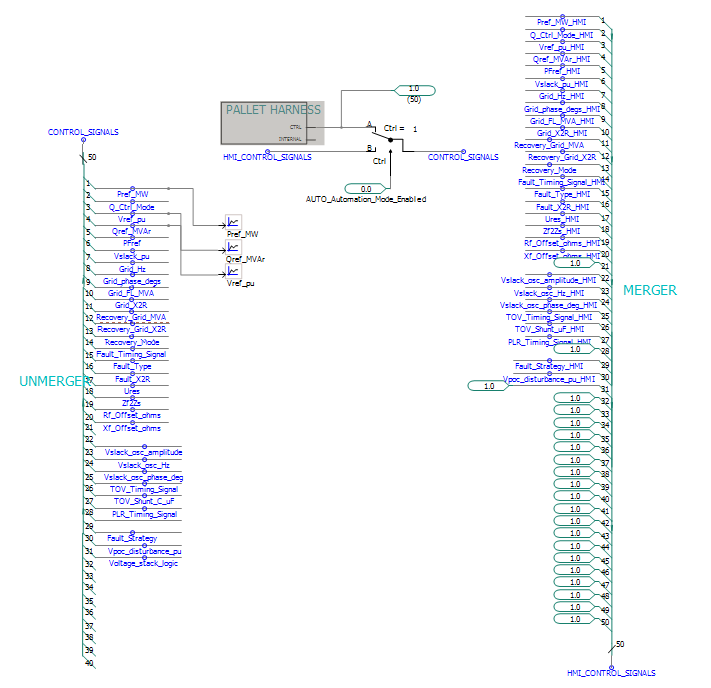 CONTROL_SIGNALS
50
1
Pref_MW
2
Q_Ctrl_Mode
3
Vref_pu
4
Qref_MVAr
5
PFref
6
Vslack_pu
7
Grid_Hz
8
Grid_phase_degs
9
Grid_FL_MVA
10
Grid_X2R
11
Recovery_Grid_MVA
12
Recovery_Grid_X2R
13
Recovery_Mode
14
Fault_Timing_Signal
15
Fault_Type
16
Fault_X2R
17
Ures
18
Zf2Zs
19
Rf_Offset_ohms
20
Xf_Offset_ohms
21
22
Vslack_osc_amplitude
23
Vslack_osc_Hz
24
Vslack_osc_phase_deg
25
TOV_Timing_Signal
26
TOV_Shunt_C_uF
27
PLR_Timing_Signal
28
29
Fault_Strategy
30
Vpoc_disturbance_pu
31
Voltage_stack_logic
32
33
34
35
36
37
38
39
40
UNMERGER
Pref_MW
Qref_MVAr
Vref_pu
PALLET HARNESS
CTRL
INTERNAL
1.0
(50)
A
B
Ctrl = 1
Ctrl
HMI_CONTROL_SIGNALS
CONTROL_SIGNALS
0.0
AUTO_Automation_Mode_Enablled
Pref_MW_HMI
1
Q_Ctrl_Mode_HMI
2
Vref_pu_HMI
3
Qref_MVAr_HMI
4
PFref_HMI
5
Vslack_pu_HMI
6
Grid_Hz_HMI
7
Grid_phase_degs_HMI
8
Grid_FL_MVA_HMI
9
Grid_X2R_HMI
10
Recovery_Grid_MVA
11
Recovery_Grid_X2R
12
Recovery_Mode
13
Fault_Timing_Signal_HMI
14
Fault_Type_HMI
15
Fault_X2R_HMI
16
Ures_HMI
17
Zf2Zs_HMI
18
Rf_Offset_ohms_HMI
19
Xf_Offset_ohms_HMI
20
1.0
21
Vslack_osc_amplitude_HMI
22
Vslack_osc_Hz_HMI
23
Vslack_osc_phase_deg_HMI
24
TOV_Timing_Signal_HMI
25
TOV_Shunt_uF_HMI
26
PLR_Timing_Signal_HMI
27
1.0
28
Fault_Strategy_HMI
29
Vpoc_disturbance_pu_HMI
30
1.0
31
1.0
32
1.0
33
1.0
34
1.0
35
1.0
36
1.0
37
1.0
38
1.0
39
1.0
40
1.0
41
1.0
42
1.0
43
1.0
44
1.0
45
1.0
46
1.0
47
1.0
48
1.0
49
1.0
50
MERGER
50
HMI_CONTROL_SIGNALS